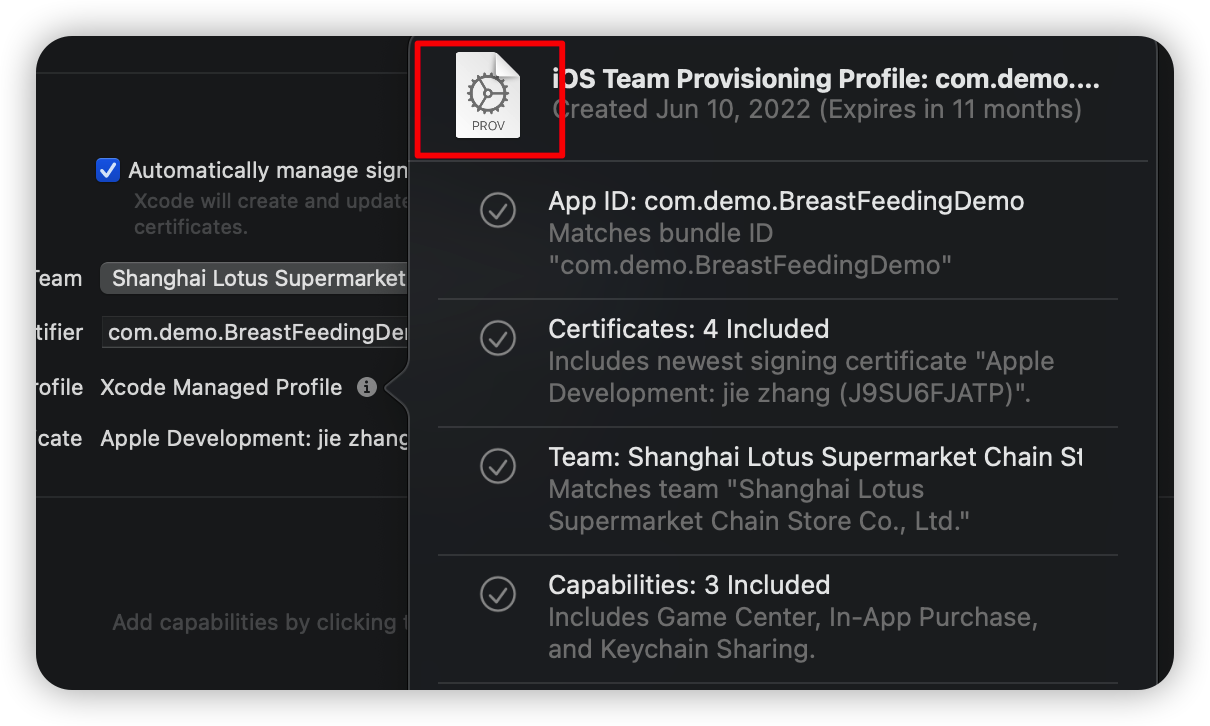 PROV
iOS Team Provisioning Profile: com.demo....
Created Jun 10, 2022 (Expires in 11 months)
Automatically manage sign
Xcode will create and update
certificates.
Team
Shanghai Lotus Supermarket
tifier
com.demo.BreastFeedingDe
rofile
Xcode Managed Profile
cate
Apple Development: jie zhang
Add capabilities by clicking t
App ID: com.demo.BreastFeedingDemo
Matches bundle ID
"com.demo.BreastFeedingDemo"
Certificates: 4 Included
Includes newest signing certificate "Apple
Development: jie zhang (J9SU6FJATP)".
Team: Shanghai Lotus Supermarket Chain St
Matches team "Shanghai Lotus
Supermarket Chain Store Co., Ltd."
Capabilities: 3 Included
Includes Game Center, In-App Purchase,
and Keychain Sharing.